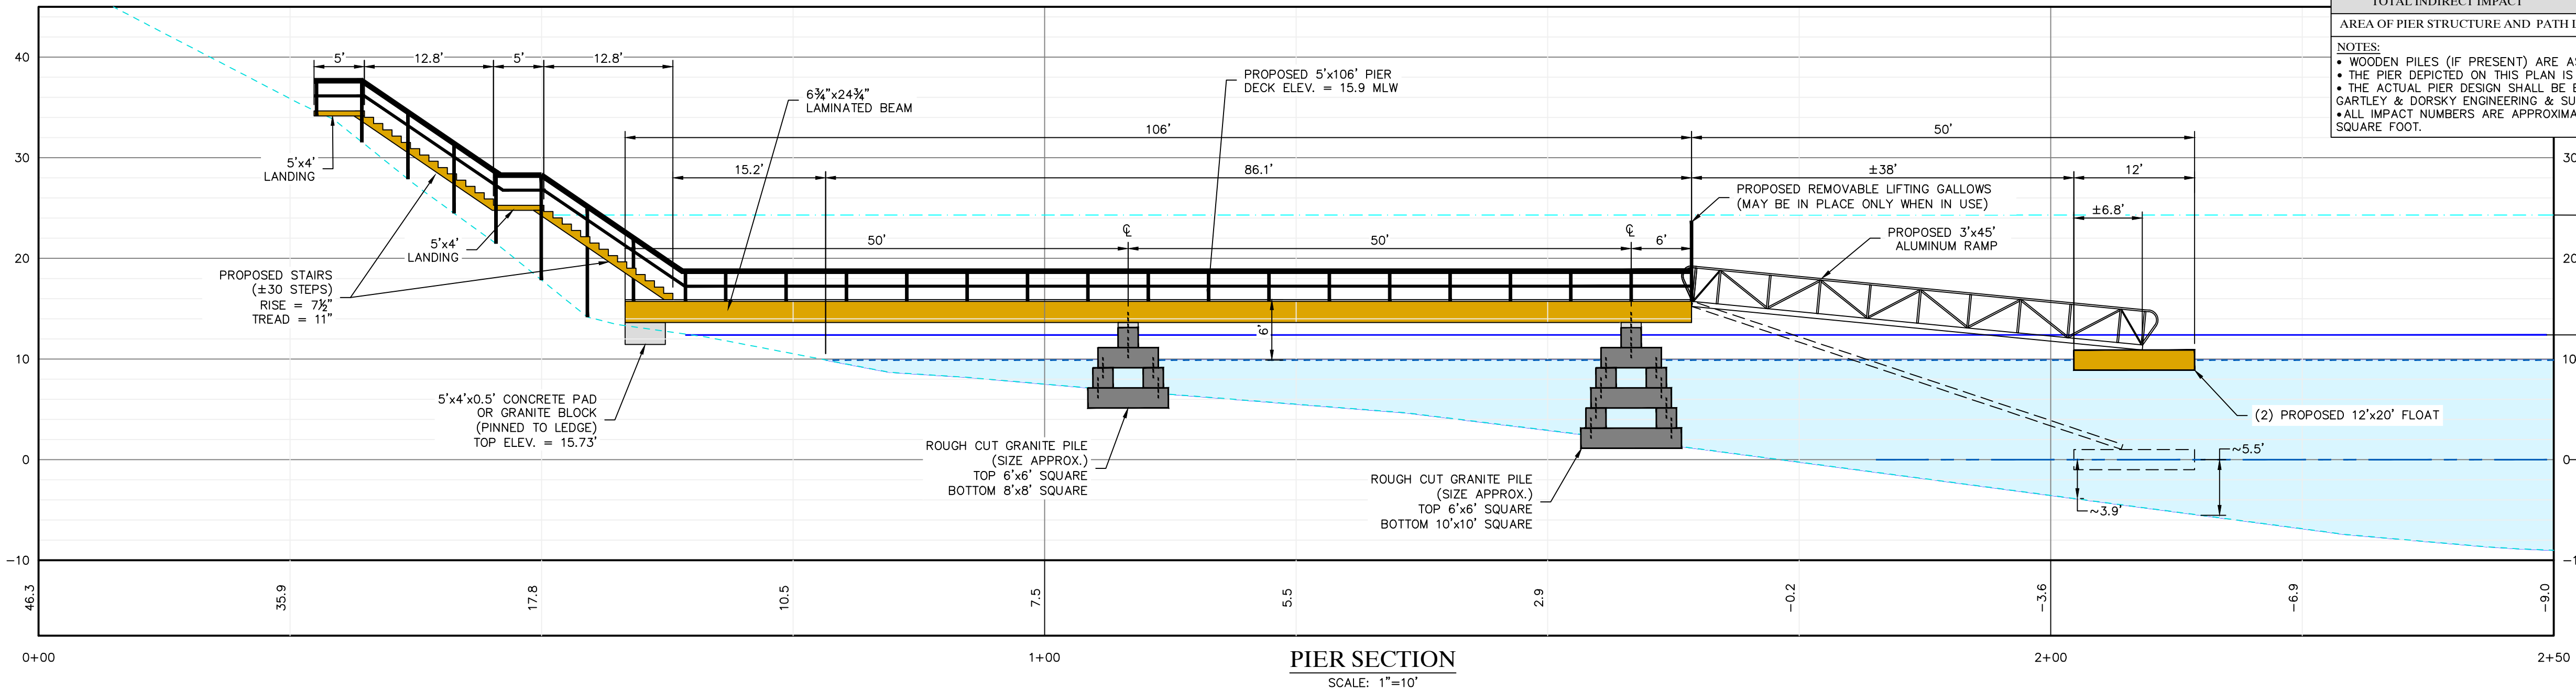 TOTAL INDIRECT IMPACT
AREA OF PIER STRUCTURE AND PATH
NOTES:
• WOODEN PILES (IF PRESENT) ARE
• THE PIER DEPICTED ON THIS PLAN IS
• THE ACTUAL PIER DESIGN SHALL BE
GARTLEY & DORSKY ENGINEERING &
•ALL IMPACT NUMBERS ARE
SQUARE FOOT.
40
30
20
10
0
-10
30
20
10
0
5'
12.8'
5'
12.8'
6¾"x24¾"
LAMINATED BEAM
PROPOSED 5'x106' PIER
DECK ELEV. = 15.9 MLW
106'
50'
15.2'
86.1'
±38'
12'
5'x4'
LANDING
PROPOSED REMOVABLE LIFTING GALLOWS
(MAY BE IN PLACE ONLY WHEN IN USE)
±6.8'
5'x4'
LANDING
50'
℄
50'
℄
6'
PROPOSED 3'x45'
ALUMINUM RAMP
PROPOSED STAIRS
(±30 STEPS)
RISE = 7½"
TREAD = 11"
6'
5'x4'x0.5' CONCRETE PAD
OR GRANITE BLOCK
(PINNED TO LEDGE)
TOP ELEV. = 15.73'
(2) PROPOSED 12'x20' FLOAT
ROUGH CUT GRANITE PILE
(SIZE APPROX.)
TOP 6'x6' SQUARE
BOTTOM 8'x8' SQUARE
ROUGH CUT GRANITE PILE
(SIZE APPROX.)
TOP 6'x6' SQUARE
BOTTOM 10'x10' SQUARE
~5.5'
~3.9'
46.3
35.9
17.8
10.5
7.5
5.5
2.9
-0.2
-3.6
-6.9
-9.0
0+00
1+00
2+00
2+50
PIER SECTION
SCALE: 1"=10'